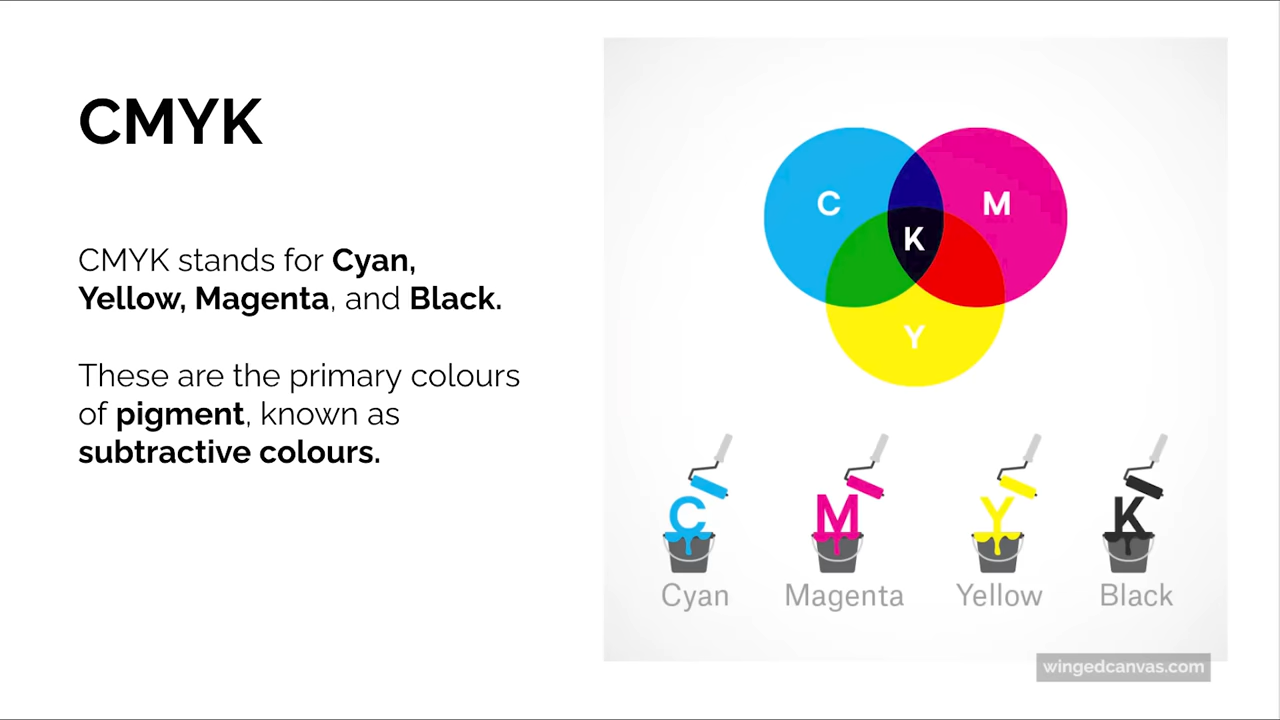 CMYK
CMYK stands for Cyan,
Yellow, Magenta, and Black.
These are the primary colours
of pigment, known as
subtractive colours.
C
M
K
Y
C
M
Y
K
Cyan
Magenta
Yellow
Black
wingedcanvas.com